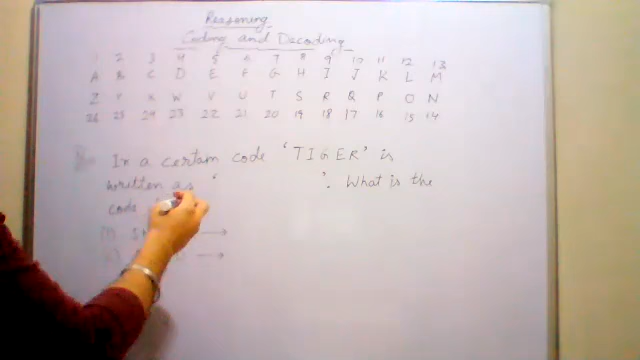 Reasoning
Coding and Decoding
1 2 3 4 5 6 7 8 9 10 11 12 13
A B C D E F G H I J K L M
Z Y X W V U T S R Q P O N
26 25 24 23 22 21 20 19 18 17 16 15 14
In a certain code 'TIGER' is
written as ' '. What is the
code